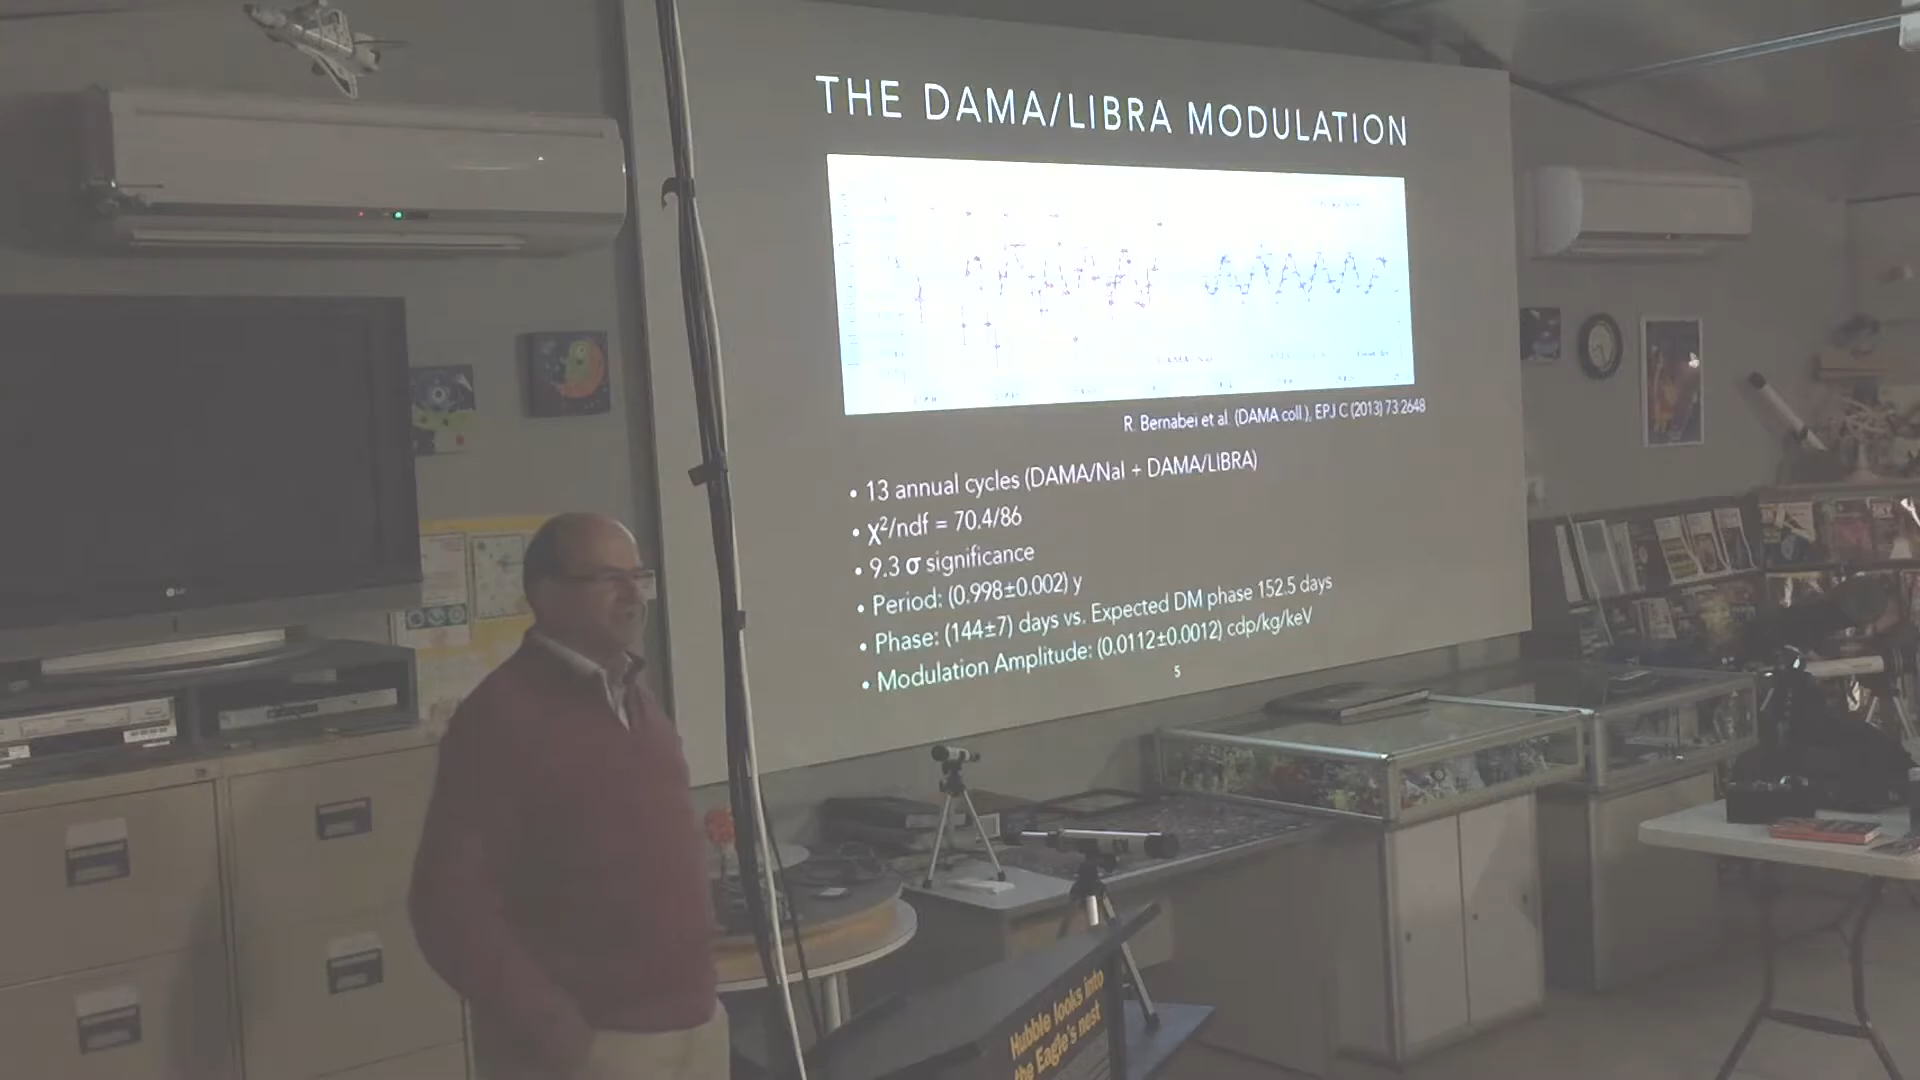 THE DAMA/LIBRA MODULATION
R. Bernabei et al. (DAMA coll.), EPJ C (2013) 73 2648
• 13 annual cycles (DAMA/NaI + DAMA/LIBRA)
• χ²/ndf = 70.4/86
• 9.3 σ significance
• Period: (0.998±0.002) y
• Phase: (144±7) days vs. Expected DM phase 152.5 days
• Modulation Amplitude: (0.0112±0.0012) cdp/kg/keV
5
LG
Hubble looks into
the Eagle's nest